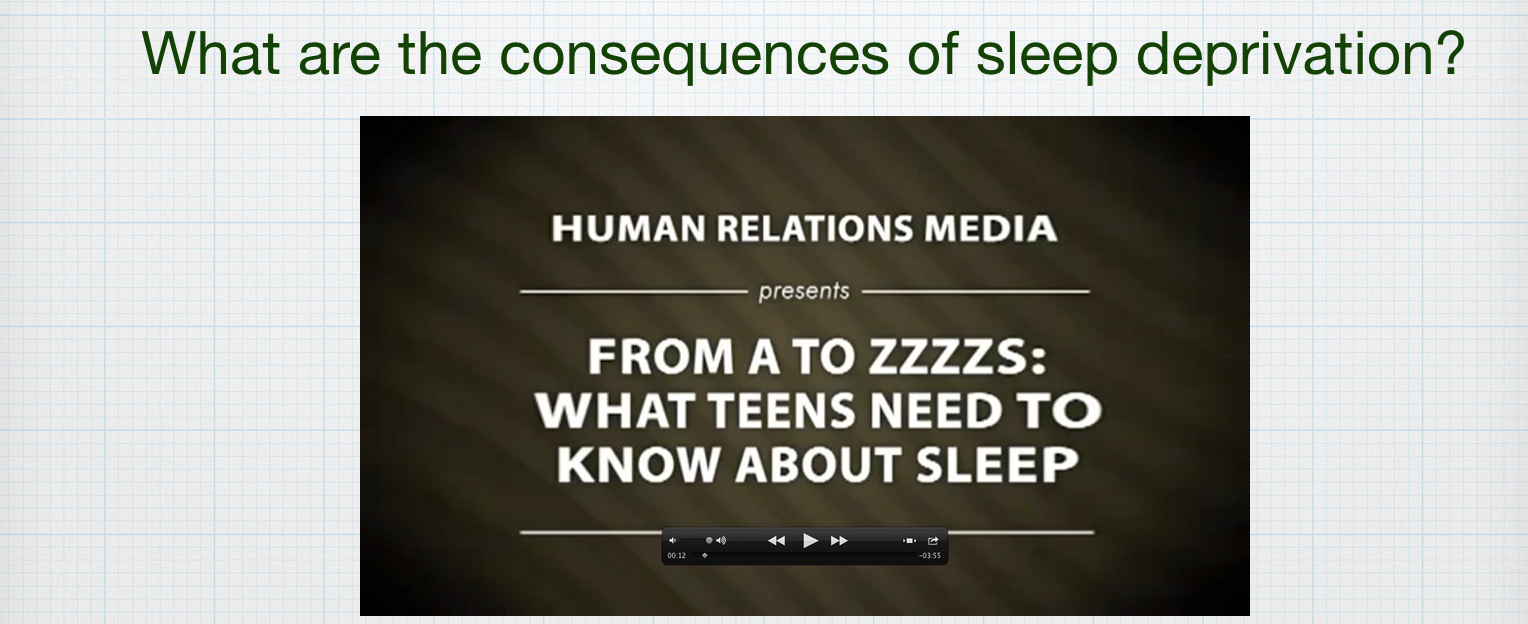 What are the consequences of sleep deprivation?
HUMAN RELATIONS MEDIA
presents
FROM A TO ZZZZS:
WHAT TEENS NEED TO
KNOW ABOUT SLEEP
00:12
-03:55